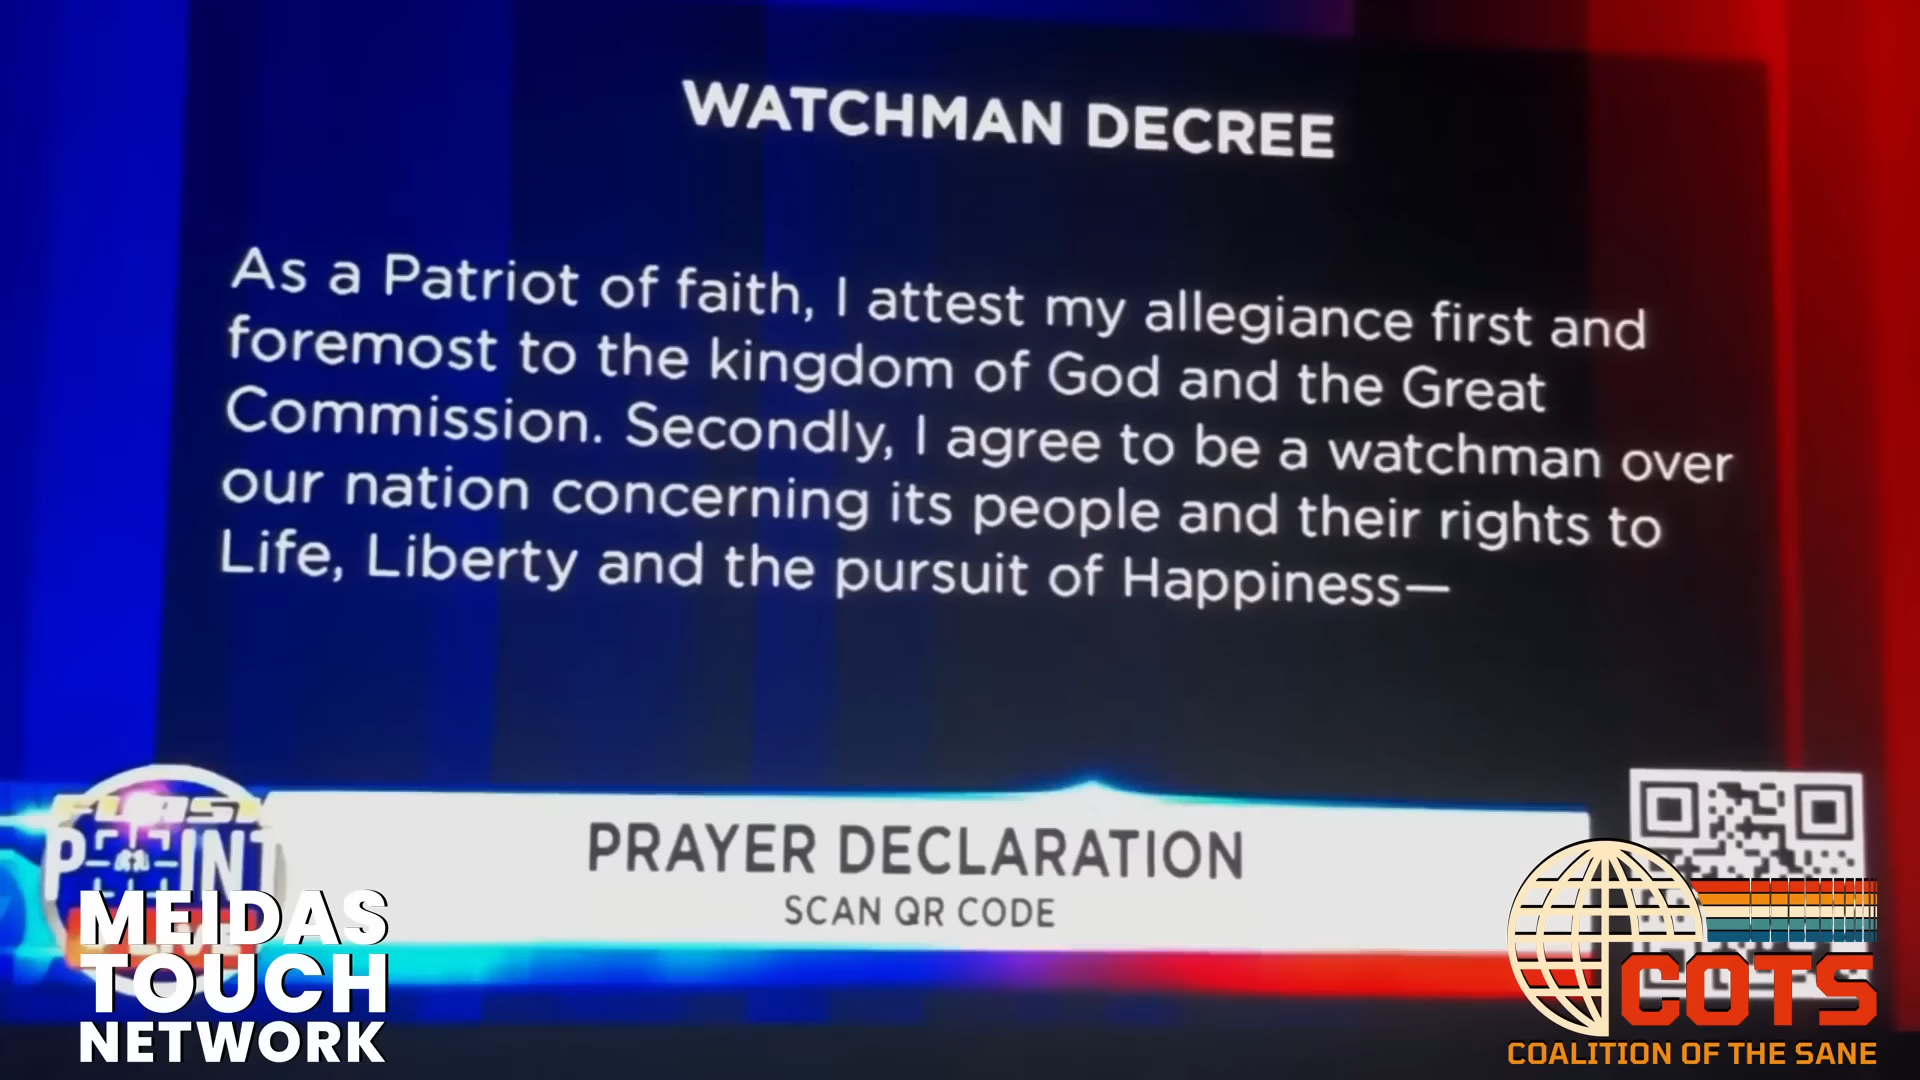 WATCHMAN DECREE
As a Patriot of faith, I attest my allegiance first and
foremost to the kingdom of God and the Great
Commission. Secondly, I agree to be a watchman over
our nation concerning its people and their rights to
Life, Liberty and the pursuit of Happiness—
FLASH
POINT
PRAYER DECLARATION
SCAN QR CODE
MEIDAS
TOUCH
NETWORK
COTS
COALITION OF THE SANE